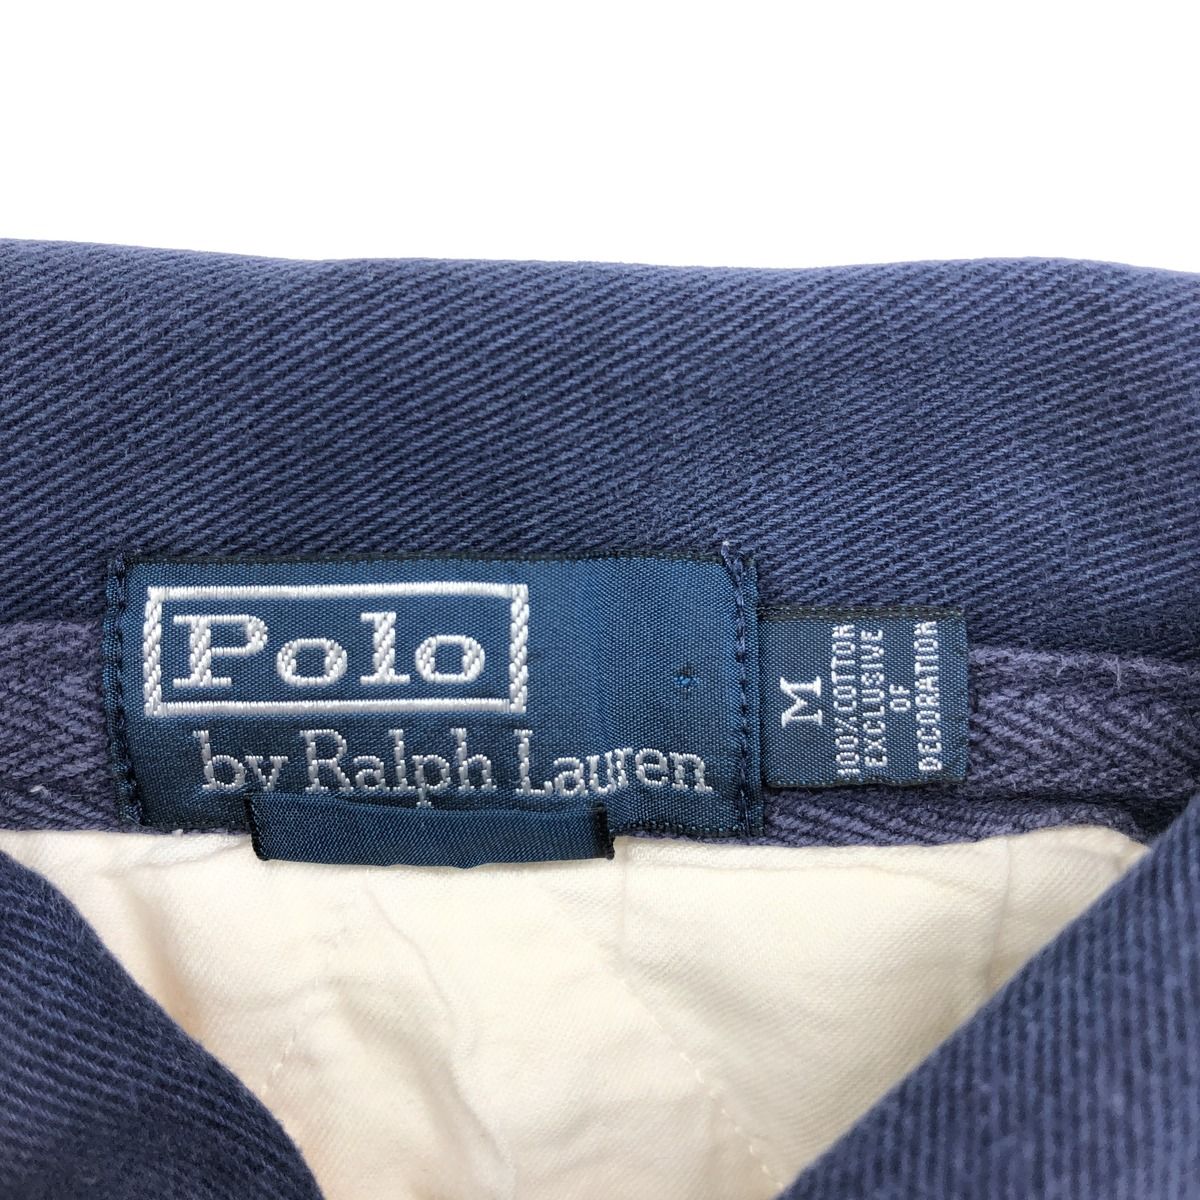 Polo
by Ralph Lauren
M
100% COTTON
EXCLUSIVE
OF
DECORATION